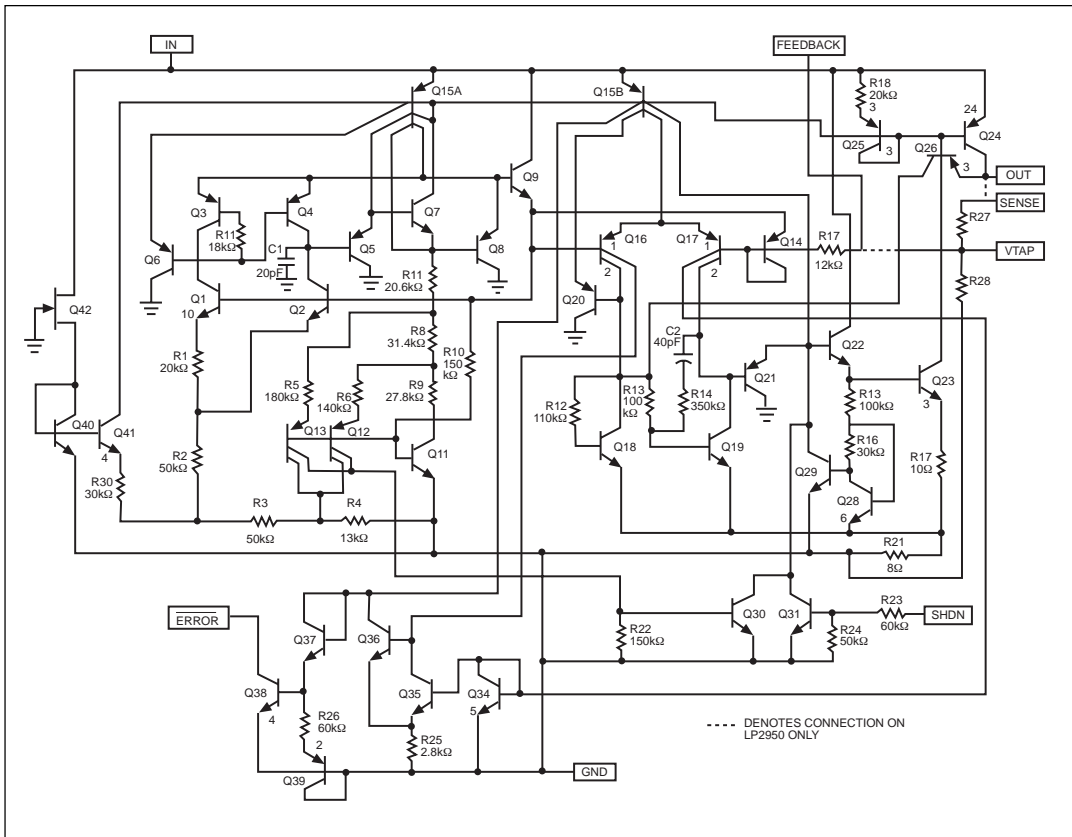 IN
FEEDBACK
R18
20kΩ
3
Q15A
Q15B
24
Q24
Q25
3
Q26
3
OUT
SENSE
Q9
Q3
Q4
Q7
R11
18kΩ
C1
20pF
Q6
Q5
Q8
Q16
1
2
Q17
1
2
Q14
R17
12kΩ
R27
VTAP
R28
R11
20.6kΩ
Q42
Q1
10
Q2
Q20
C2
40pF
Q22
R1
20kΩ
R8
31.4kΩ
R10
150
kΩ
R5
180kΩ
R6
140kΩ
R9
27.8kΩ
R12
110kΩ
R13
100
kΩ
R14
350kΩ
Q21
R13
100kΩ
Q23
3
Q40
Q41
4
R2
50kΩ
Q13
Q12
Q11
Q18
Q19
R16
30kΩ
R17
10Ω
Q29
Q28
6
R30
30kΩ
R3
50kΩ
R4
13kΩ
R21
8Ω
ERROR
Q37
Q36
Q30
Q31
R23
60kΩ
SHDN
R22
150kΩ
R24
50kΩ
Q38
4
Q35
Q34
5
R26
60kΩ
2
R25
2.8kΩ
Q39
GND
DENOTES CONNECTION ON
LP2950 ONLY